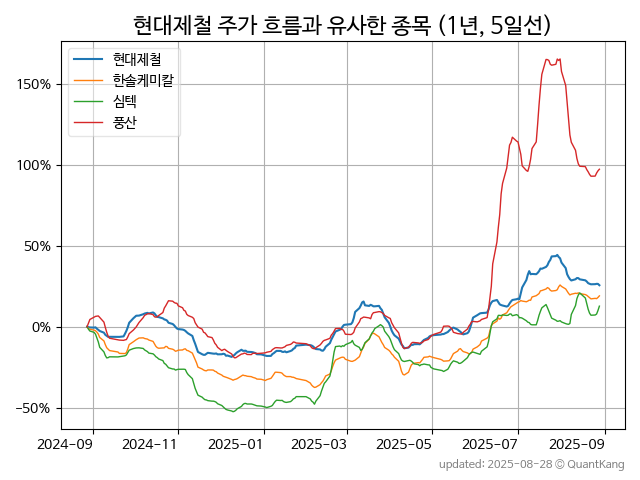 현대제철 주가 흐름과 유사한 종목 (1년, 5일선)
현대제철
한솔케미칼
심텍
풍산
150%
100%
50%
0%
−50%
2024-09 2024-11 2025-01 2025-03 2025-05 2025-07 2025-09
updated: 2025-08-28 © QuantKang